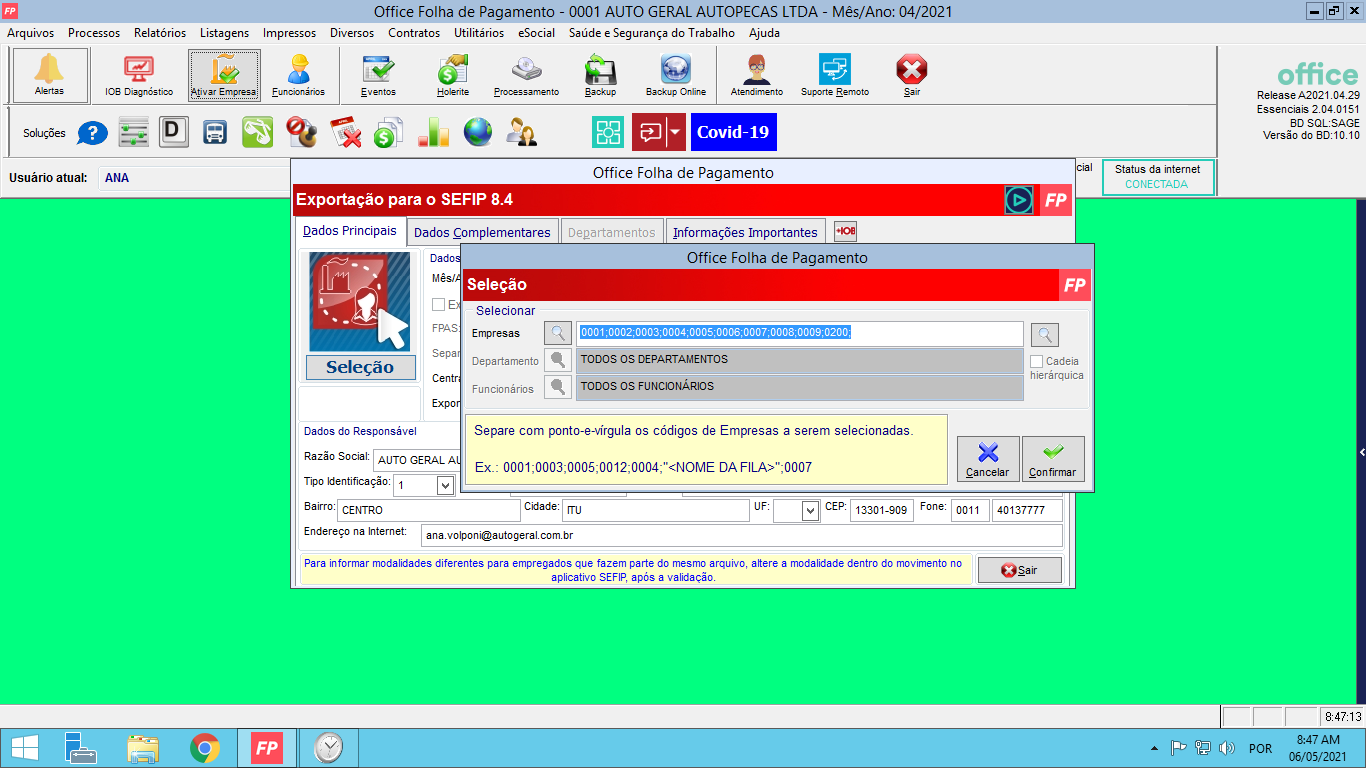 FP Office Folha de Pagamento - 0001 AUTO GERAL AUTOPECAS LTDA - Mês/Ano: 04/2021
Arquivos Processos Relatórios Listagens Impressos Diversos Contratos Utilitários eSocial Saúde e Segurança do Trabalho Ajuda
Alertas IOB Diagnóstico Ativar Empresa Funcionários Eventos Holerite Processamento Backup Backup Online Atendimento Suporte Remoto Sair
office
Release A2021.04.29
Essenciais 2.04.0151
BD SQL:SAGE
Versão do BD:10.10
Soluções ? D Covid-19
Usuário atual: ANA
cial
Status da internet
CONECTADA
Office Folha de Pagamento
Exportação para o SEFIP 8.4 FP
Dados Principais Dados Complementares Departamentos Informações Importantes +IOB
Dados
Mês/A
Ex
FPAS:
Separ
Centra
Expor
Seleção
Office Folha de Pagamento
Seleção FP
Selecionar
Empresas 0001;0002;0003;0004;0005;0006;0007;0008;0009;0200;
Departamento TODOS OS DEPARTAMENTOS
Cadeia hierárquica
Funcionários TODOS OS FUNCIONÁRIOS
Separe com ponto-e-vírgula os códigos de Empresas a serem selecionadas.
Ex.: 0001;0003;0005;0012;0004;"<NOME DA FILA>";0007
Cancelar Confirmar
Dados do Responsável
Razão Social: AUTO GERAL AU
Tipo Identificação: 1
Bairro: CENTRO Cidade: ITU UF: CEP: 13301-909 Fone: 0011 40137777
Endereço na Internet: ana.volponi@autogeral.com.br
Para informar modalidades diferentes para empregados que fazem parte do mesmo arquivo, altere a modalidade dentro do movimento no
aplicativo SEFIP, após a validação.
Sair
8:47:13
FP
POR
8:47 AM
06/05/2021